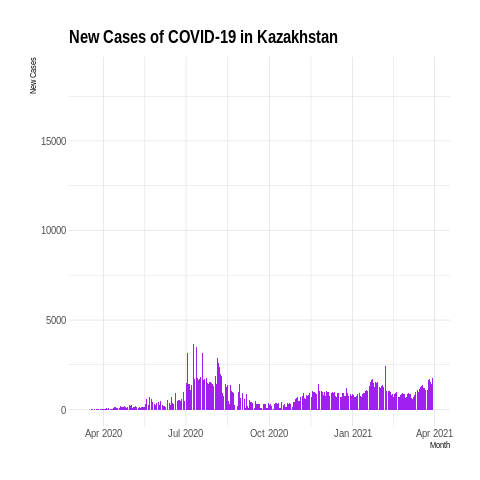 New Cases of COVID-19 in Kazakhstan
New Cases
15000
10000
5000
0
Apr 2020 Jul 2020 Oct 2020 Jan 2021 Apr 2021
Month